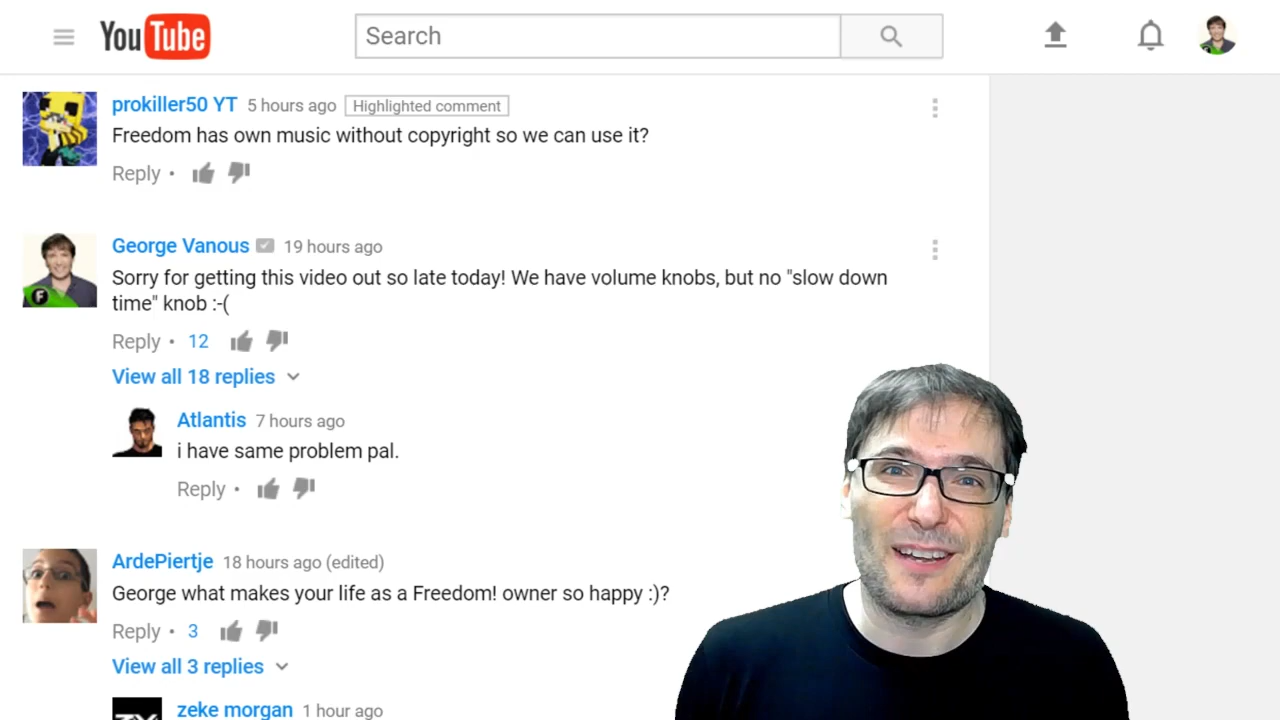 YouTube
Search
prokiller50 YT 5 hours ago Highlighted comment
Freedom has own music without copyright so we can use it?
Reply •
George Vanous 19 hours ago
Sorry for getting this video out so late today! We have volume knobs, but no "slow down
time" knob :-(
Reply • 12
View all 18 replies
Atlantis 7 hours ago
i have same problem pal.
Reply •
ArdePiertje 18 hours ago (edited)
George what makes your life as a Freedom! owner so happy :)?
Reply • 3
View all 3 replies
zeke morgan 1 hour ago